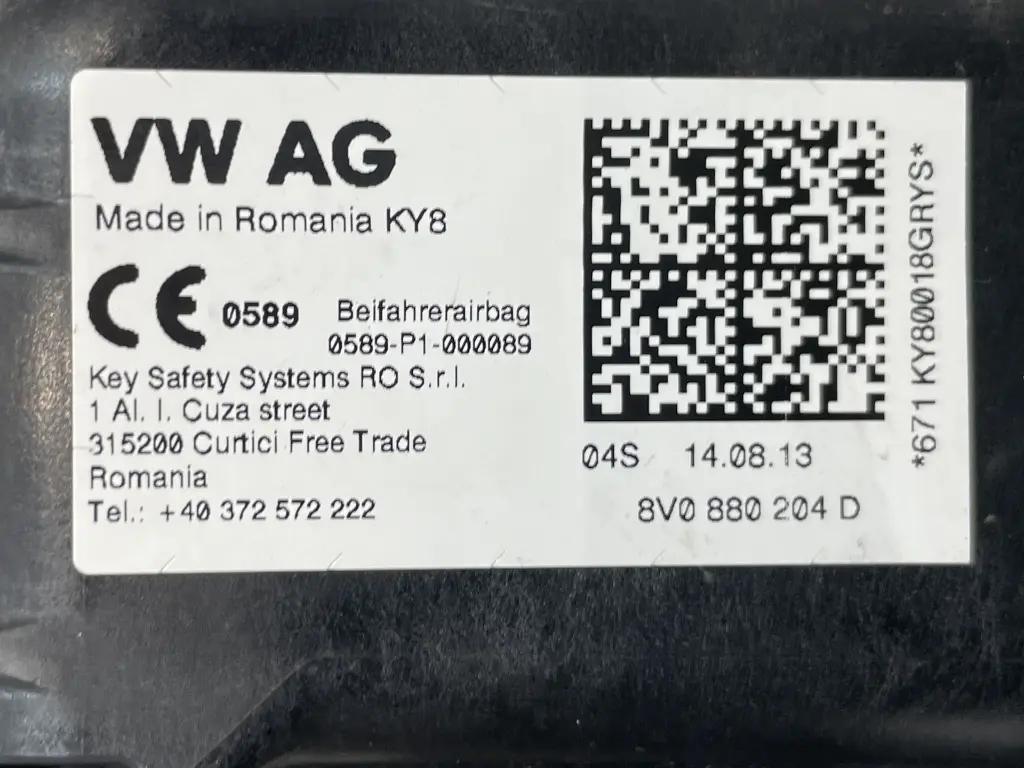 VW AG
Made in Romania KY8
CE 0589 Beifahrerairbag
0589-P1-000089
Key Safety Systems RO S.r.l.
1 Al. I. Cuza street
315200 Curtici Free Trade
Romania
Tel.: +40 372 572 222
04S 14.08.13
8V0 880 204 D
*671 KY80018GRYS*